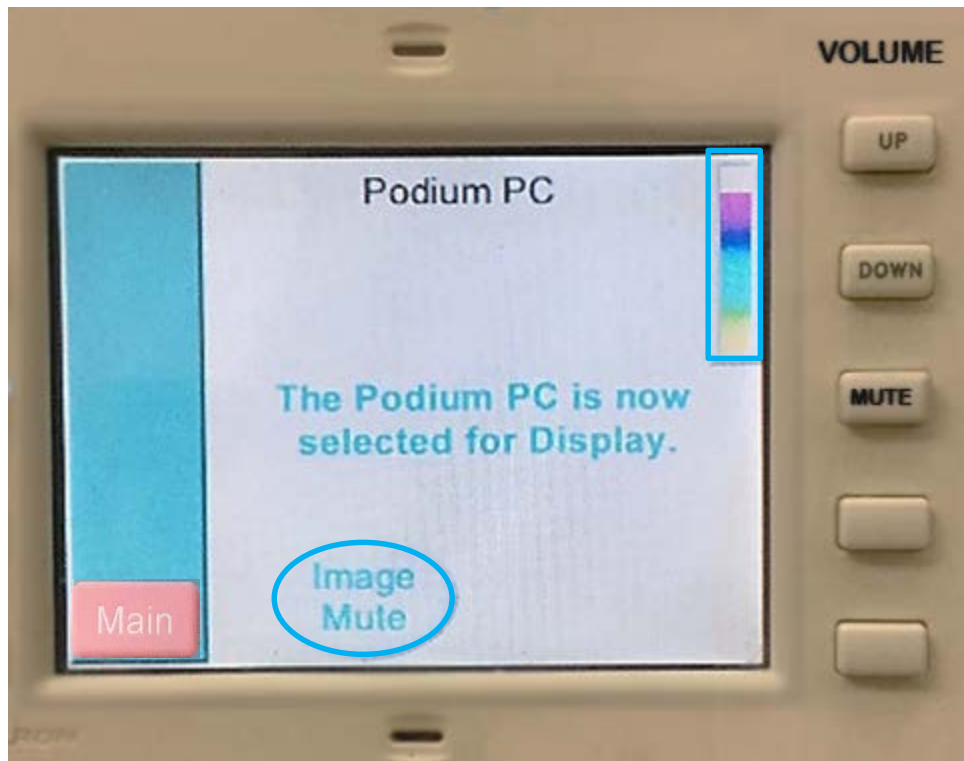 VOLUME
UP
Podium PC
DOWN
The Podium PC is now
selected for Display.
MUTE
Image
Mute
Main